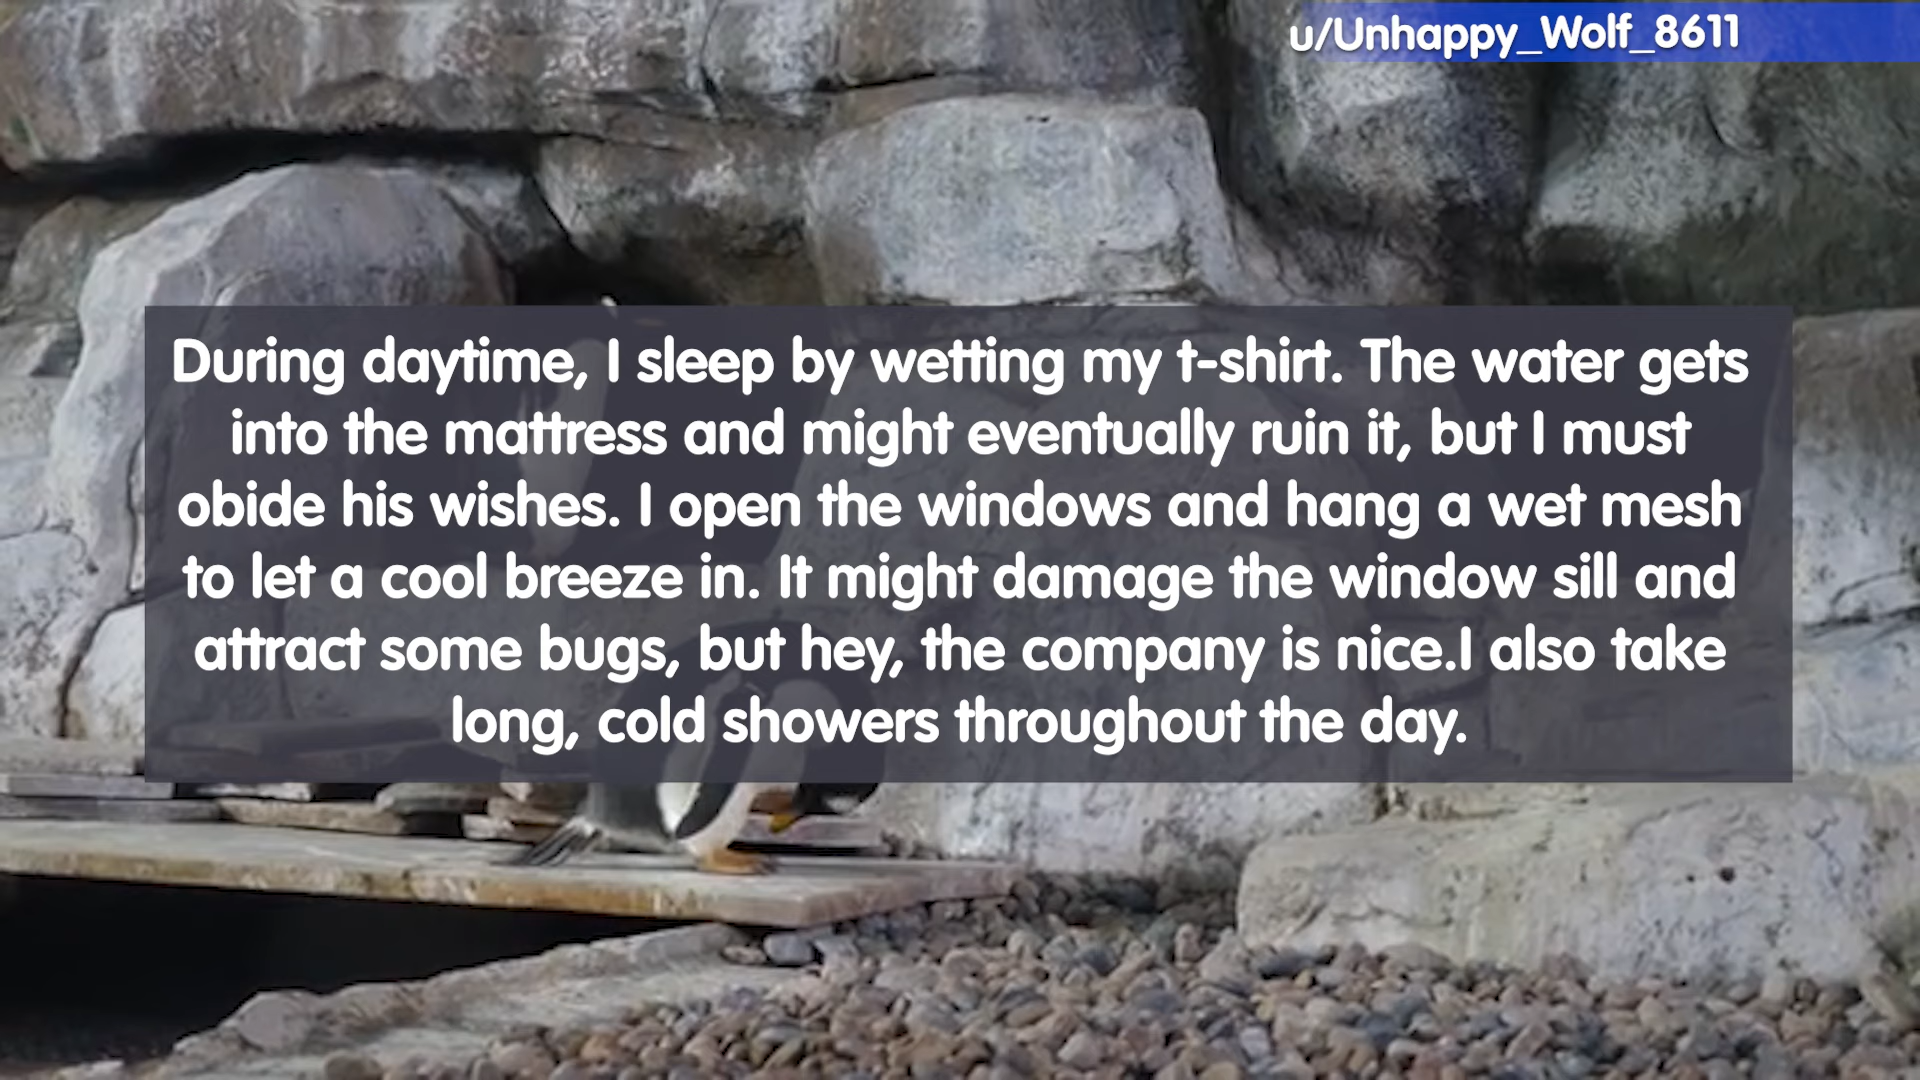 u/Unhappy_Wolf_8611
During daytime, I sleep by wetting my t-shirt. The water gets
into the mattress and might eventually ruin it, but I must
obide his wishes. I open the windows and hang a wet mesh
to let a cool breeze in. It might damage the window sill and
attract some bugs, but hey, the company is nice.I also take
long, cold showers throughout the day.